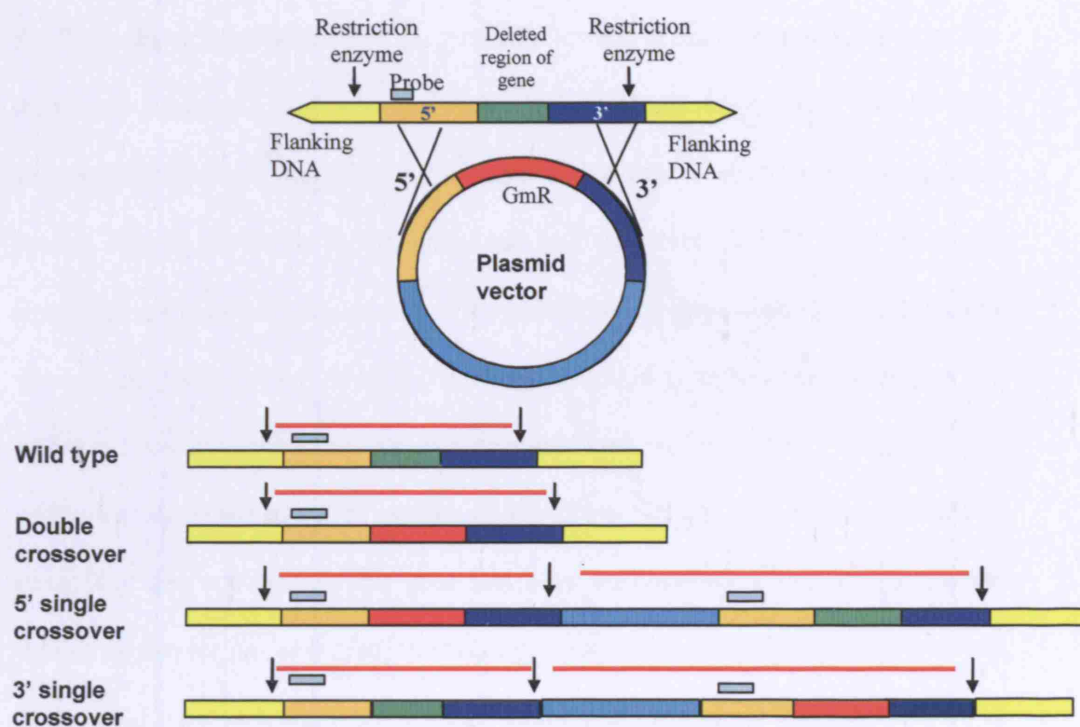 Restriction
enzyme
Deleted
region of
gene
Restriction
enzyme
Probe
5'
3'
Flanking
DNA
Flanking
DNA
5'
3'
GmR
Plasmid
vector
Wild type
Double
crossover
5' single
crossover
3' single
crossover